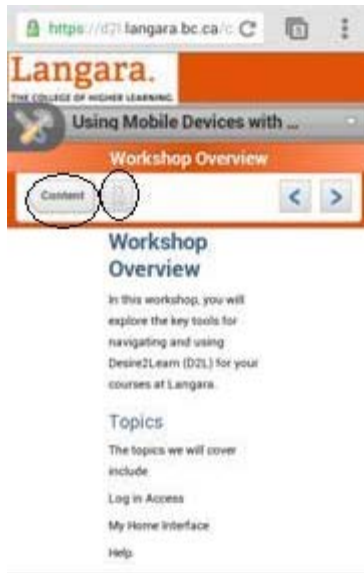 https://d2l.langara.bc.ca/c
Langara.
THE COLLEGE OF HIGHER LEARNING.
Using Mobile Devices with ...
Workshop Overview
Content
Workshop
Overview
In this workshop, you will
explore the key tools for
navigating and using
Desire2Learn (D2L) for your
courses at Langara.
Topics
The topics we will cover
include
Log in Access
My Home Interface
Help